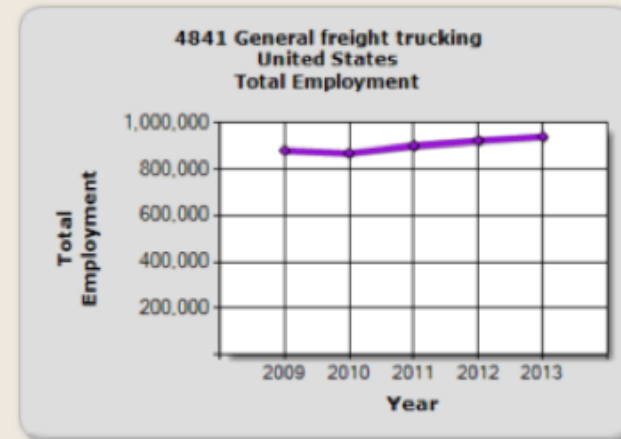 4841 General freight trucking
United States
Total Employment
1,000,000
800,000
600,000
400,000
200,000
Total
Employment
2009 2010 2011 2012 2013
Year